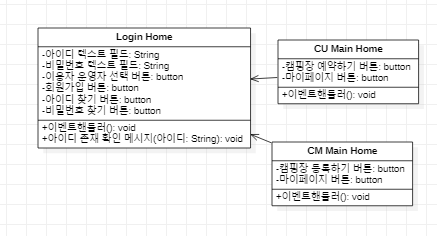 Login Home
-아이디 텍스트 필드: String
-비밀번호 텍스트 필드: String
-이용자 운영자 선택 버튼: button
-회원가입 버튼: button
-아이디 찾기 버튼: button
-비밀번호 찾기 버튼: button
+이벤트핸들러(): void
+아이디 존재 확인 메시지(아이디: String): void
CU Main Home
-캠핑장 예약하기 버튼: button
-마이페이지 버튼: button
+이벤트핸들러(): void
CM Main Home
-캠핑장 등록하기 버튼: button
-마이페이지 버튼: button
+이벤트핸들러(): void